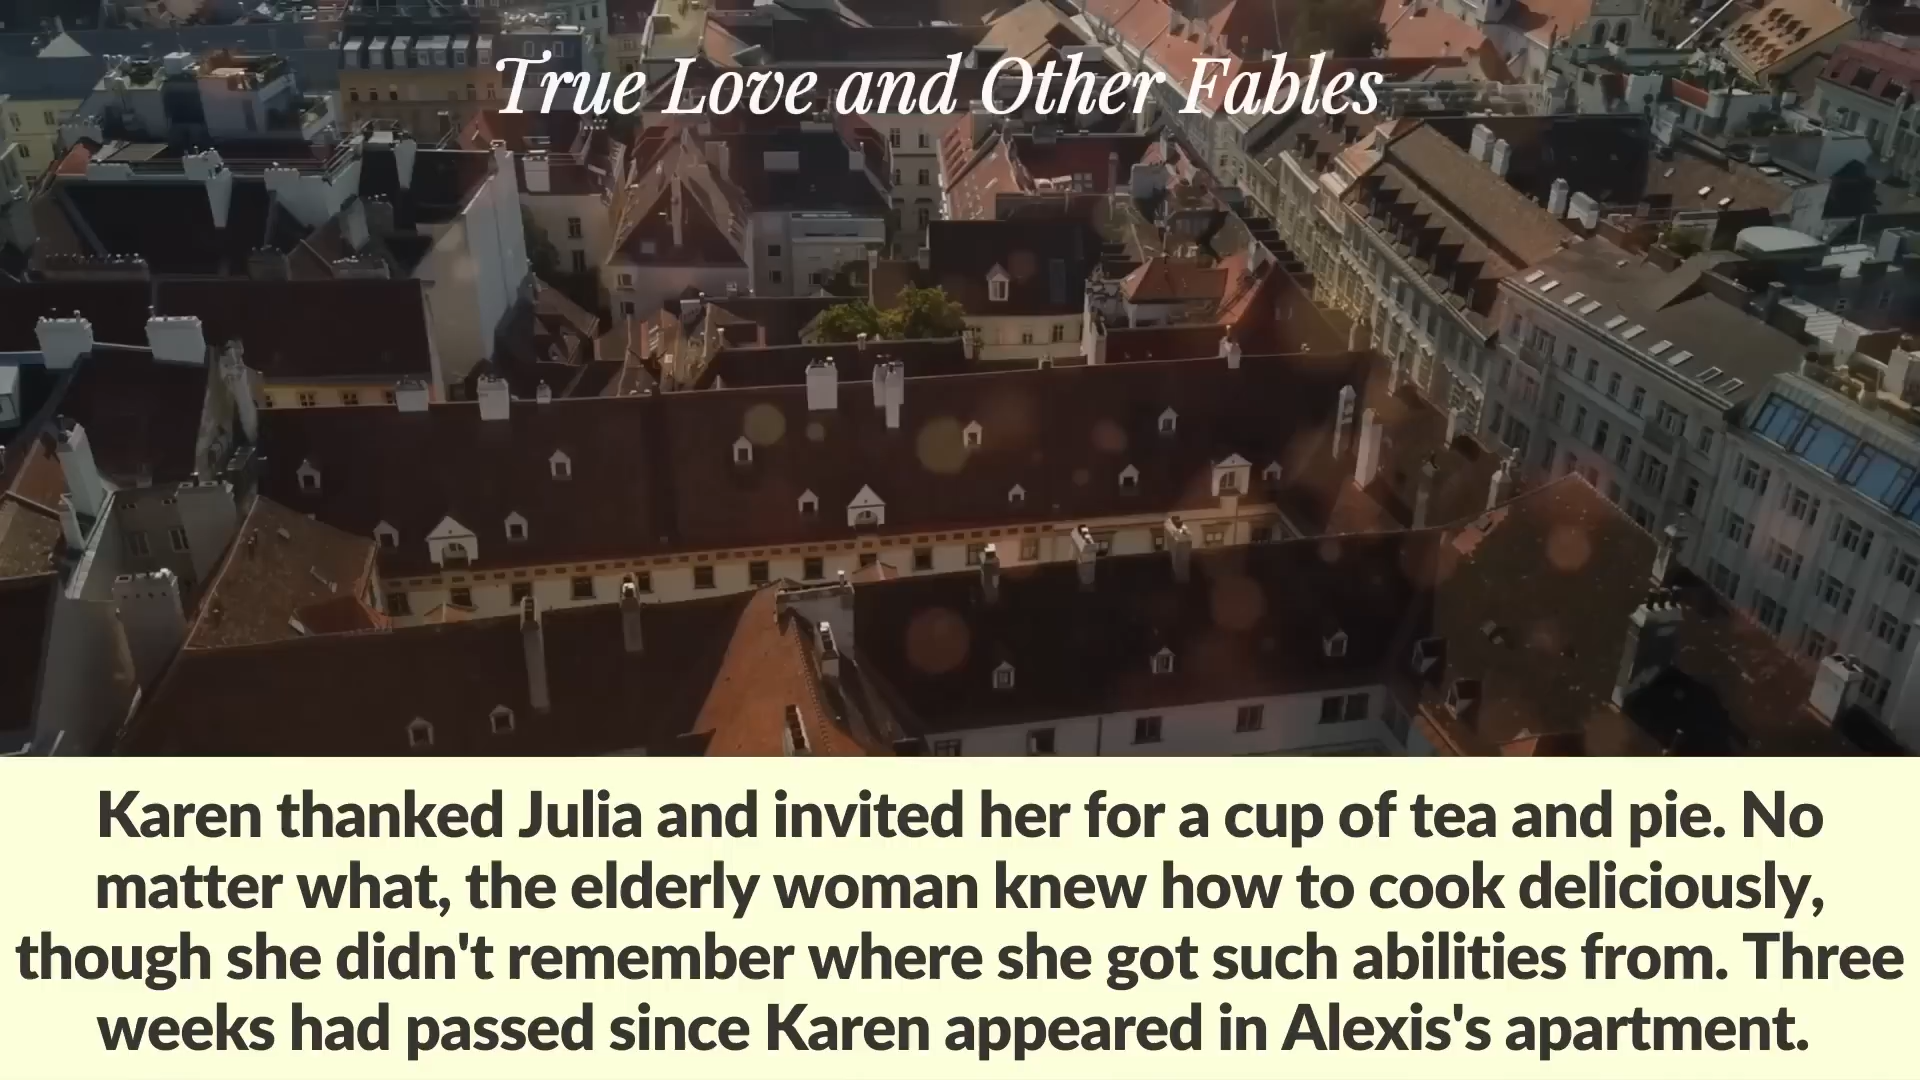 True Love and Other Fables
Karen thanked Julia and invited her for a cup of tea and pie. No
matter what, the elderly woman knew how to cook deliciously,
though she didn't remember where she got such abilities from. Three
weeks had passed since Karen appeared in Alexis's apartment.